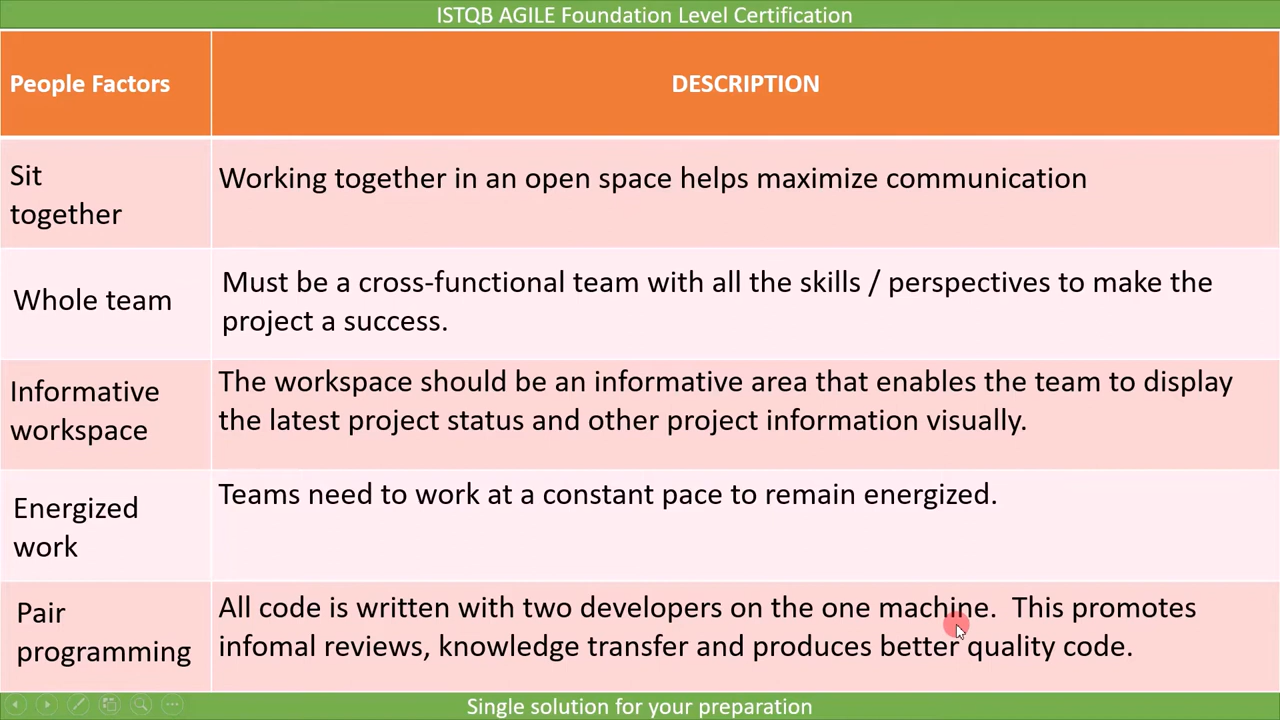 ISTQB AGILE Foundation Level Certification
People Factors
DESCRIPTION
Sit
together
Working together in an open space helps maximize communication
Whole team
Must be a cross-functional team with all the skills / perspectives to make the
project a success.
Informative
workspace
The workspace should be an informative area that enables the team to display
the latest project status and other project information visually.
Energized
work
Teams need to work at a constant pace to remain energized.
Pair
programming
All code is written with two developers on the one machine.  This promotes
infomal reviews, knowledge transfer and produces better quality code.
Single solution for your preparation